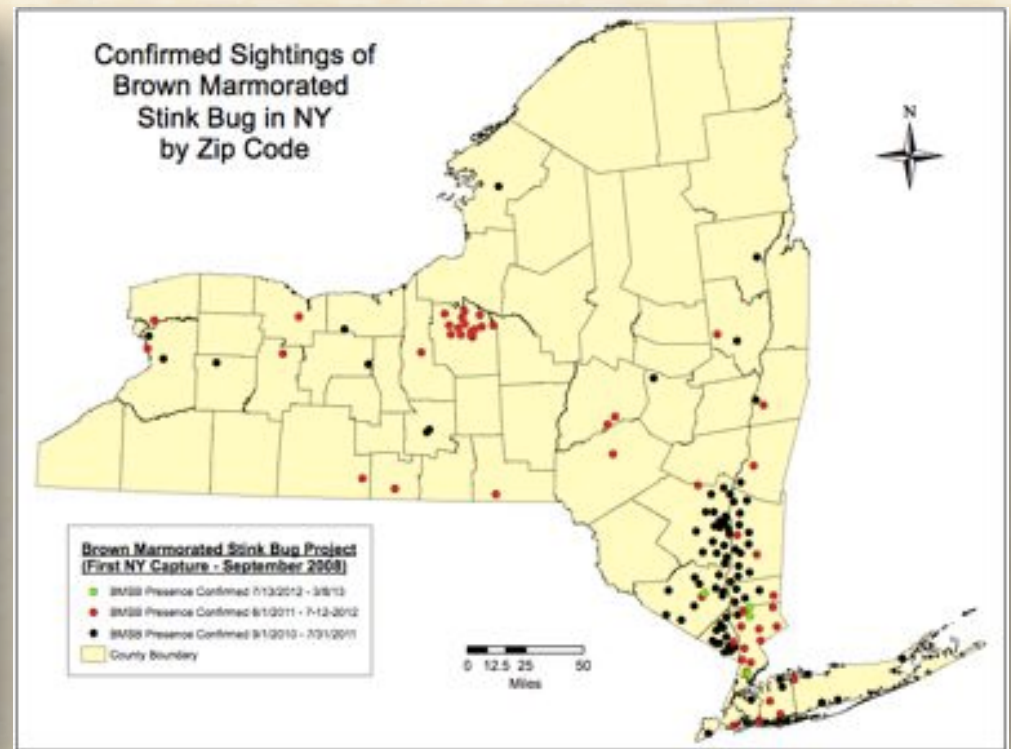 Confirmed Sightings of
Brown Marmorated
Stink Bug in NY
by Zip Code
N
Brown Marmorated Stink Bug Project
(First NY Capture - September 2008)
BMSB Presence Confirmed 7/13/2012 - 3/8/13
BMSB Presence Confirmed 8/1/2011 - 7-12-2012
BMSB Presence Confirmed 9/1/2010 - 7/31/2011
County Boundary
0 12.5 25 50
Miles